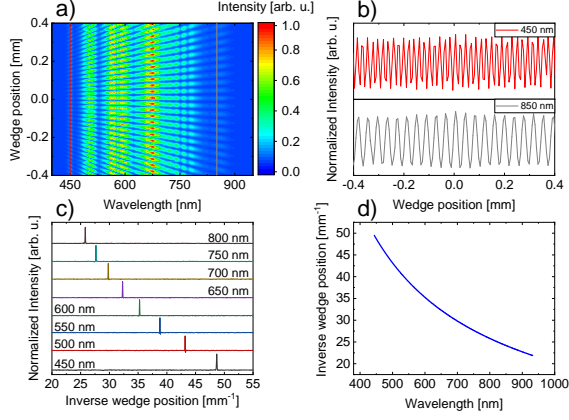 a)
Intensity [arb. u.]
Wedge position [mm]
0.4
0.2
0.0
-0.2
-0.4
450
600
750
900
Wavelength [nm]
1.0
0.8
0.6
0.4
0.2
0.0
b)
Normalized Intensity [arb. u.]
450 nm
850 nm
-0.4
-0.2
0.0
0.2
0.4
Wedge position [mm]
c)
Normalized Intensity [arb. u.]
800 nm
750 nm
700 nm
650 nm
600 nm
550 nm
500 nm
450 nm
20 25 30 35 40 45 50 55
Inverse wedge position [mm⁻¹]
d)
Inverse wedge position [mm⁻¹]
50
45
40
35
30
25
20
400 500 600 700 800 900 1000
Wavelength [nm]